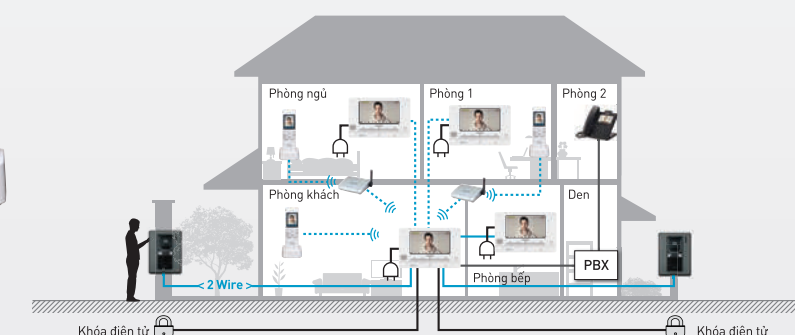 Phòng ngủ
Phòng 1
Phòng 2
Phòng khách
Den
< 2 Wire >
Phòng bếp
PBX
Khóa điện tử
Khóa điện tử